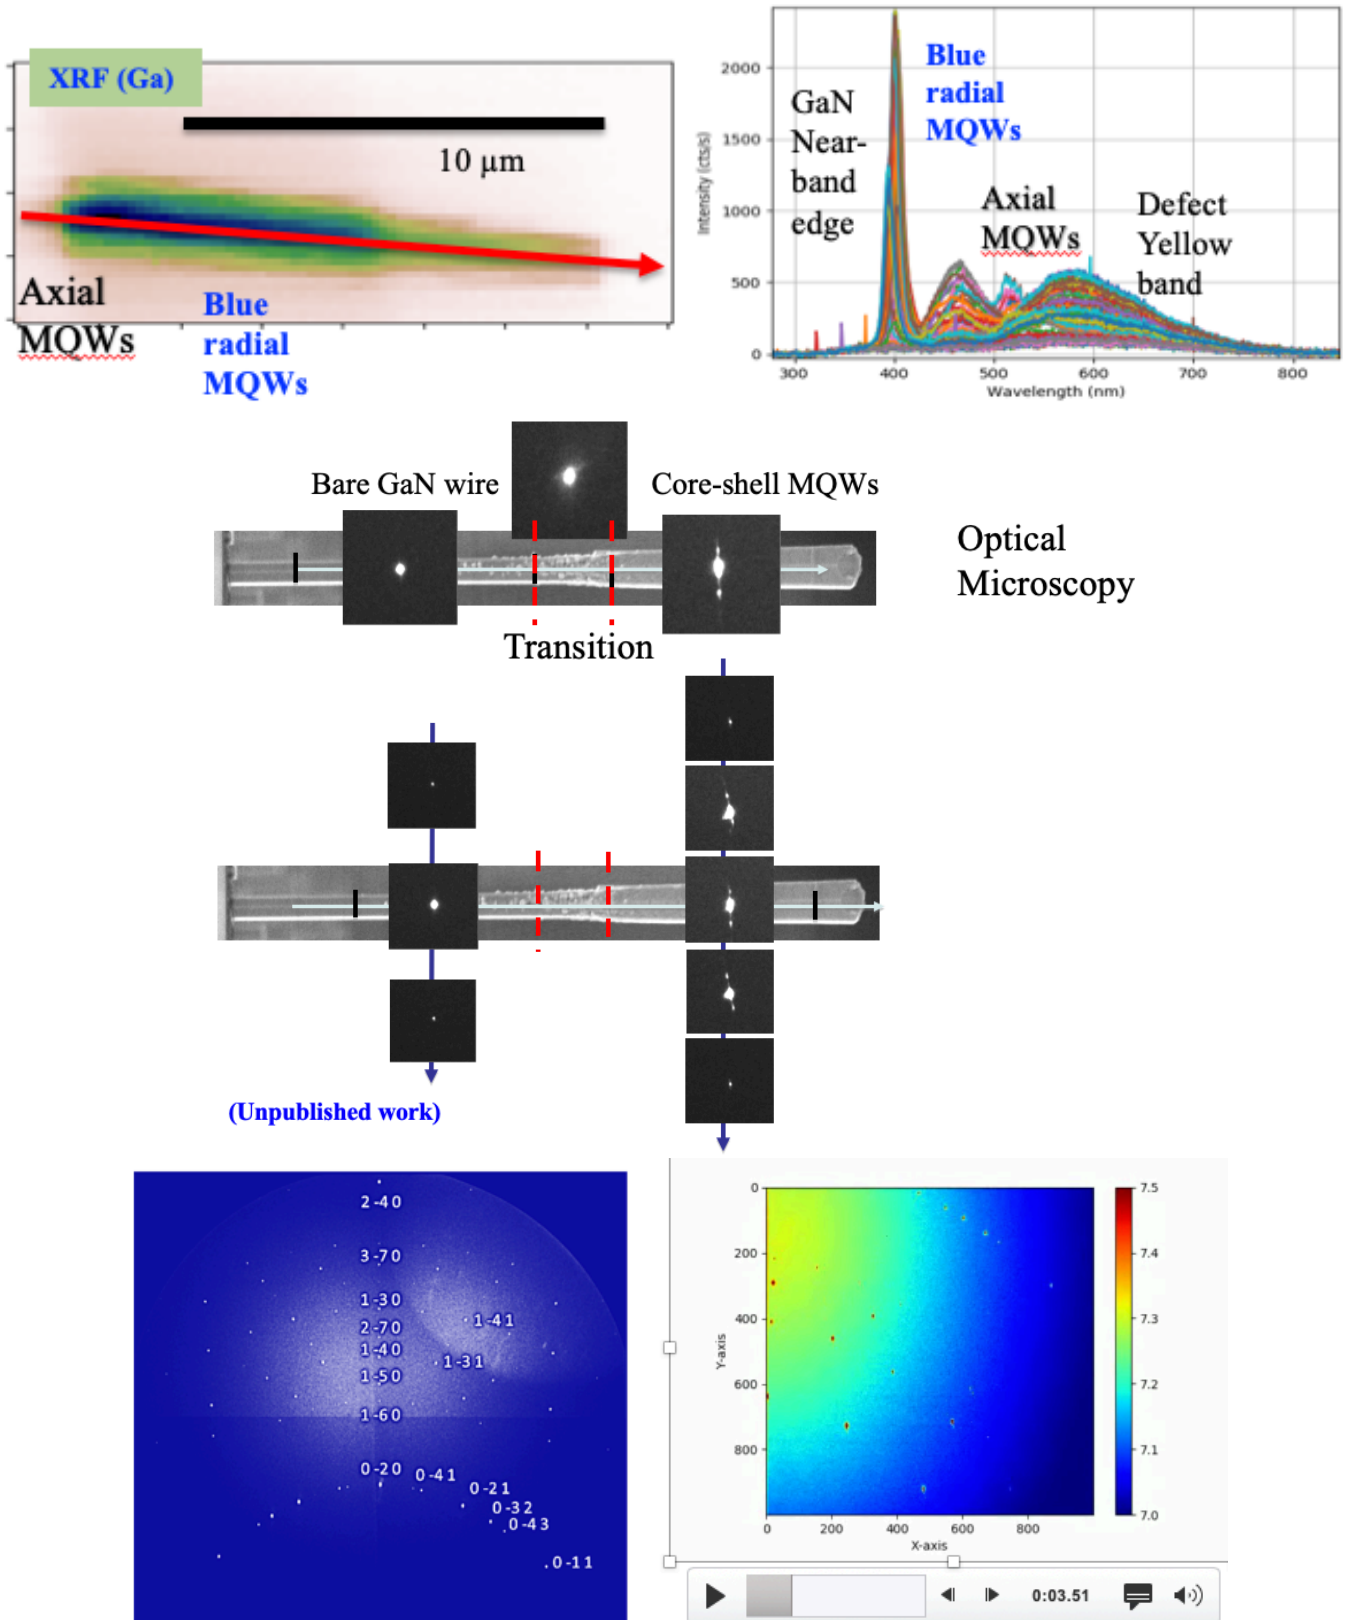 XRF (Ga)
10 µm
Axial
MQWs
Blue
radial
MQWs
GaN
Near-
band
edge
Blue
radial
MQWs
Axial
MQWs
Defect
Yellow
band
Intensity (cts/s)
2000
1500
1000
500
0
300 400 500 600 700 800
Wavelength (nm)
Bare GaN wire
Core-shell MQWs
Optical
Microscopy
Transition
(Unpublished work)
2-40
3-70
1-30
1-41
2-70
1-40
1-31
1-50
1-60
0-20
0-41
0-21
0-32
0-43
0-11
Y-axis
0
200
400
600
800
0 200 400 600 800
X-axis
7.5
7.4
7.3
7.2
7.1
7.0
0:03.51